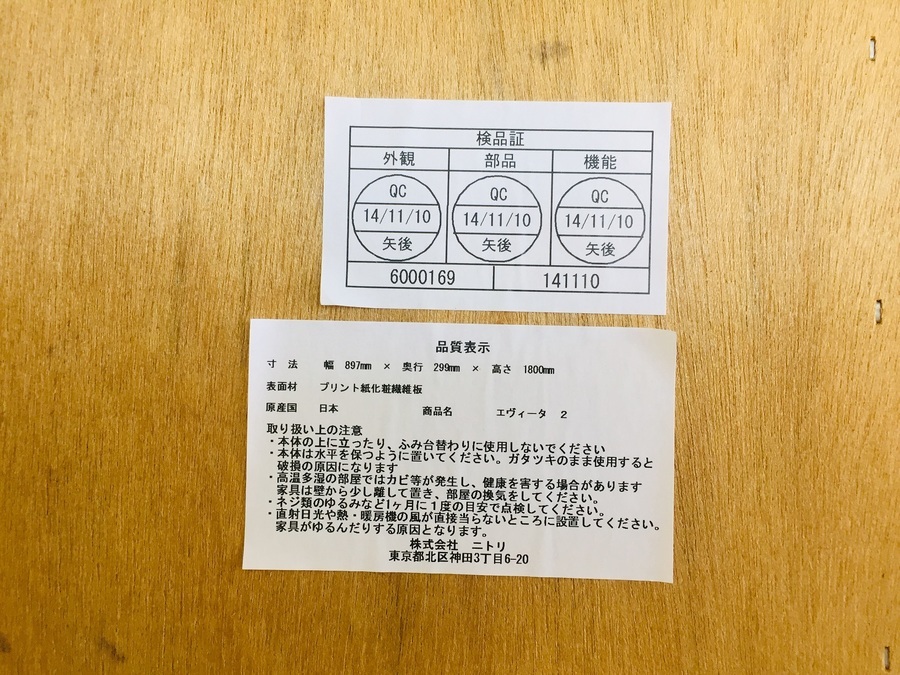 検品証
外観 部品 機能
QC QC QC
14/11/10 14/11/10 14/11/10
矢後 矢後 矢後
6000169 141110
品質表示
寸 法 幅 897mm × 奥行 299mm × 高さ 1800mm
表面材 プリント紙化粧繊維板
原産国 日本 商品名 エヴィータ 2
取り扱い上の注意
・本体の上に立ったり、ふみ台替わりに使用しないでください
・本体は水平を保つように置いてください。ガタツキのまま使用すると
破損の原因になります
・高温多湿の部屋ではカビ等が発生し、健康を害する場合があります
家具は壁から少し離して置き、部屋の換気をしてください。
・ネジ類のゆるみなど1ヶ月に1度の目安で点検してください。
・直射日光や熱・暖房機の風が直接当らないところに設置してください。
家具がゆるんだりする原因となります。
株式会社 ニトリ
東京都北区神田3丁目6-20